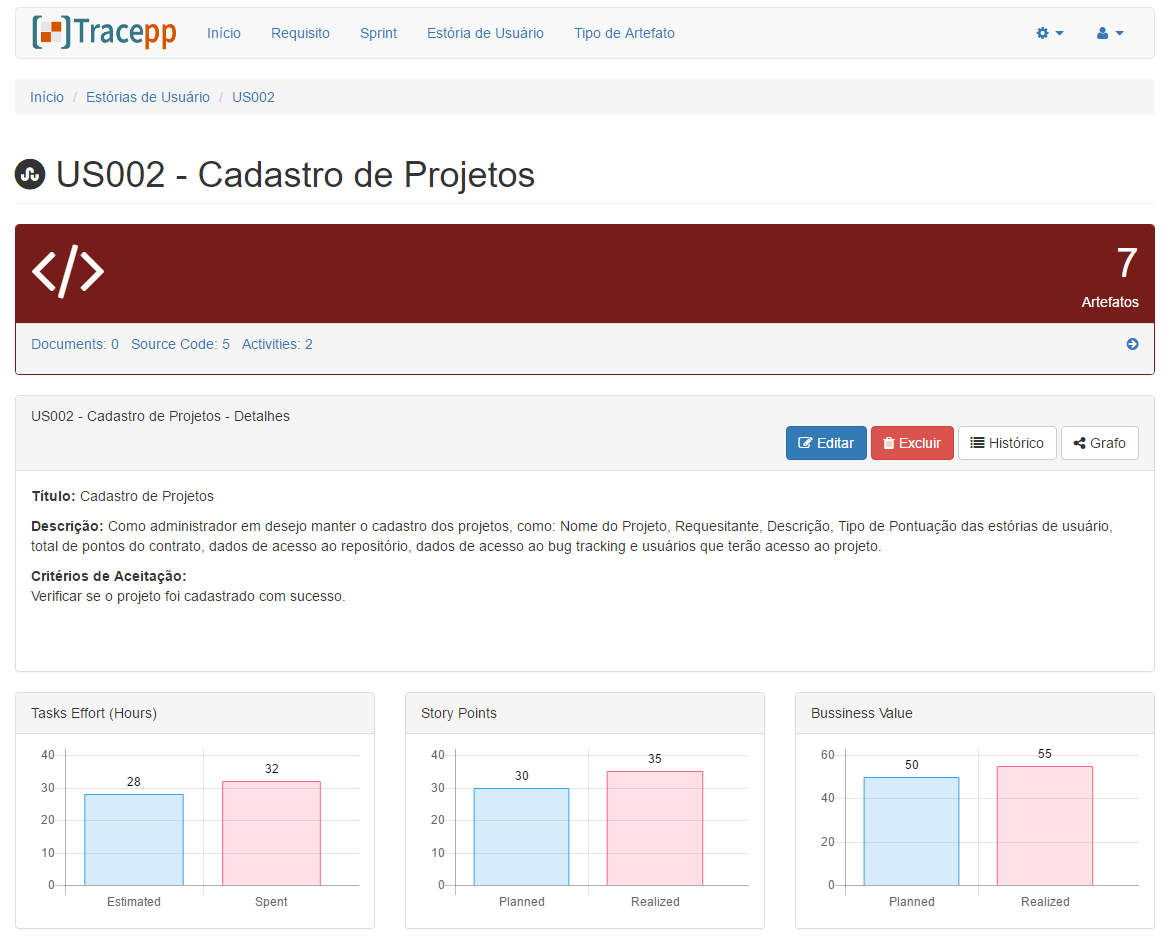 Tracepp Início Requisito Sprint Estória de Usuário Tipo de Artefato
Início / Estórias de Usuário / US002
US002 - Cadastro de Projetos
7
Artefatos
Documents: 0 Source Code: 5 Activities: 2
US002 - Cadastro de Projetos - Detalhes
Editar Excluir Histórico Grafo
Título: Cadastro de Projetos
Descrição: Como administrador em desejo manter o cadastro dos projetos, como: Nome do Projeto, Requesitante, Descrição, Tipo de Pontuação das estórias de usuário,
total de pontos do contrato, dados de acesso ao repositório, dados de acesso ao bug tracking e usuários que terão acesso ao projeto.
Critérios de Aceitação:
Verificar se o projeto foi cadastrado com sucesso.
Tasks Effort (Hours)
40
30
20
10
0
28
32
Estimated Spent
Story Points
40
30
20
10
0
30
35
Planned Realized
Bussiness Value
60
40
20
0
50
55
Planned Realized